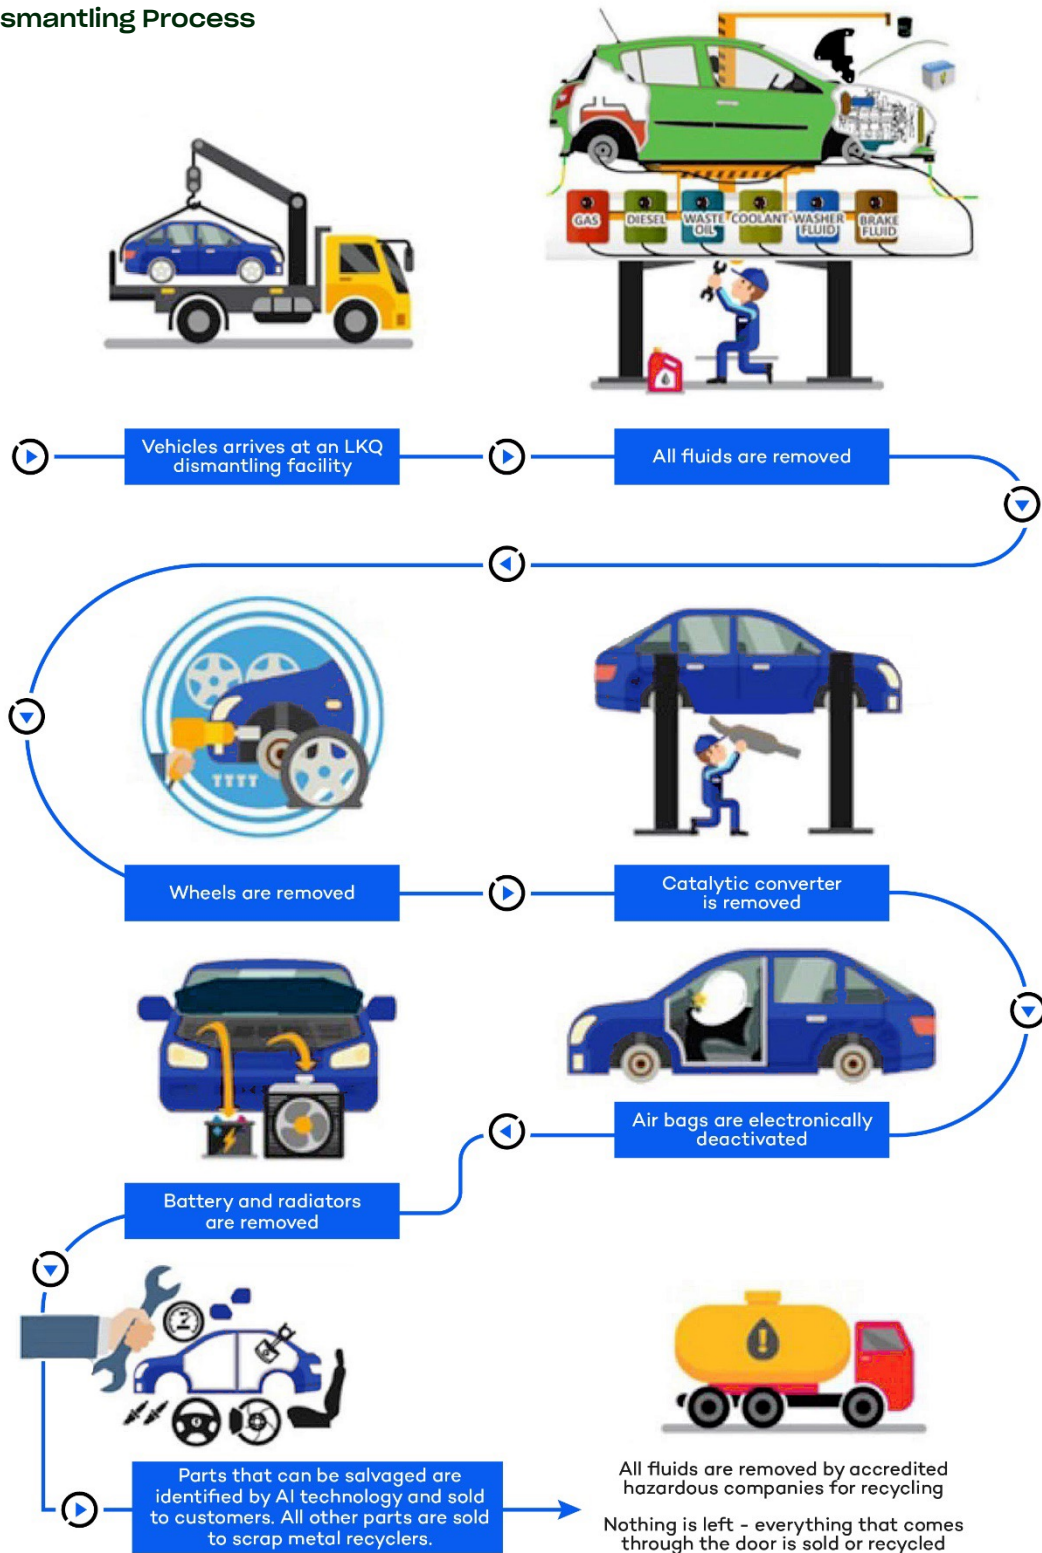 smantling Process
GAS
DIESEL
WASTE
OIL
COOLANT
WASHER
FLUID
BRAKE
FLUID
Vehicles arrives at an LKQ
dismantling facility
All fluids are removed
Wheels are removed
Catalytic converter
is removed
Air bags are electronically
deactivated
Battery and radiators
are removed
Parts that can be salvaged are
identified by AI technology and sold
to customers. All other parts are sold
to scrap metal recyclers.
All fluids are removed by accredited
hazardous companies for recycling
Nothing is left - everything that comes
through the door is sold or recycled